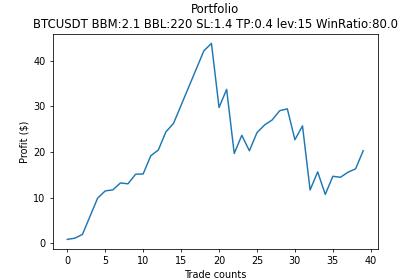 Portfolio
BTCUSDT BBM:2.1 BBL:220 SL:1.4 TP:0.4 lev:15 WinRatio:80.0
Profit ($)
40
30
20
10
0
0 5 10 15 20 25 30 35 40
Trade counts